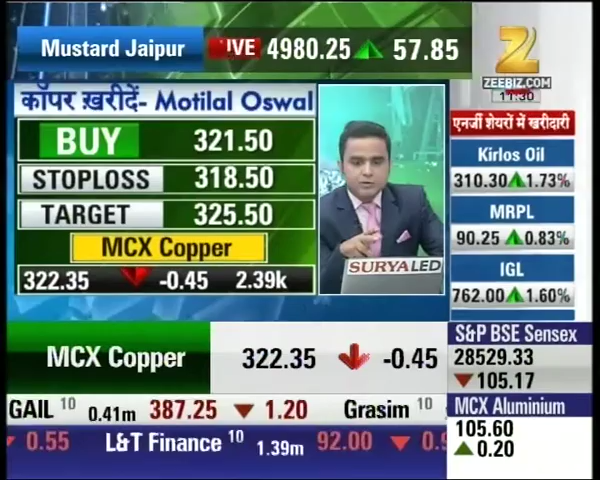 Mustard Jaipur LIVE 4980.25 57.85
Z
ZEEBIZ.COM
11:30
कॉपर ख़रीदें- Motilal Oswal
BUY 321.50
STOPLOSS 318.50
TARGET 325.50
MCX Copper
322.35 -0.45 2.39k
SURYA LED
एनर्जी शेयरों में खरीदारी
Kirlos Oil
310.30 1.73%
MRPL
90.25 0.83%
IGL
762.00 1.60%
MCX Copper 322.35 -0.45
S&P BSE Sensex
28529.33
105.17
MCX Aluminium
105.60
0.20
GAIL 10 0.41m 387.25 1.20 Grasim 10
0.55 L&T Finance 10 1.39m 92.00